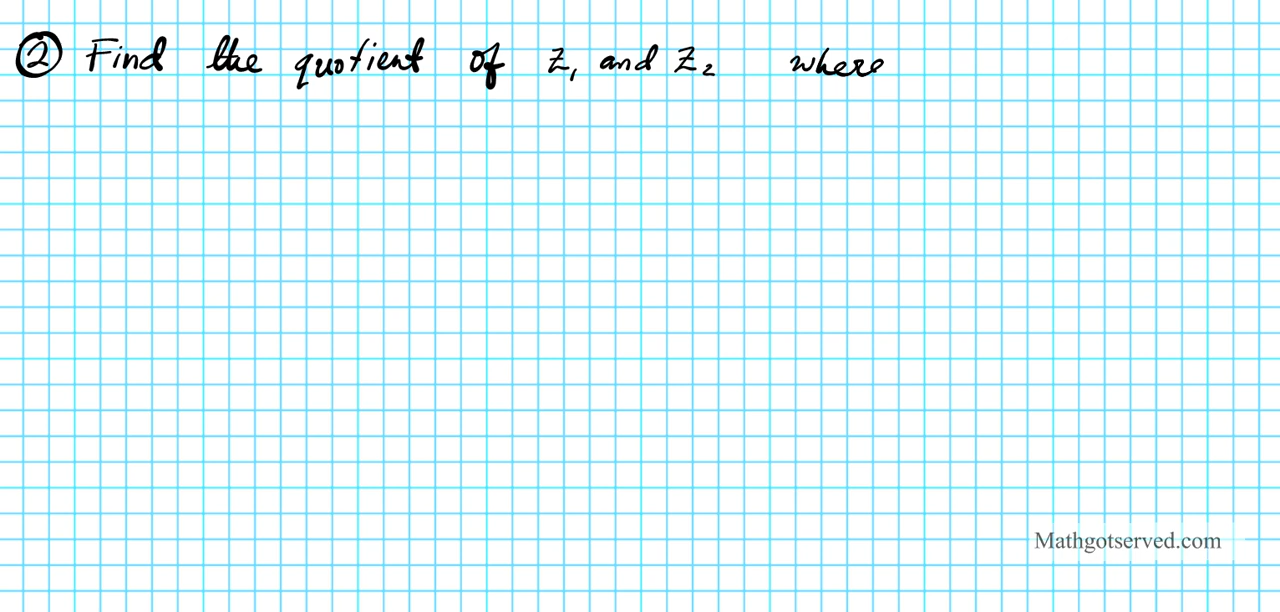 ② Find the quotient of z₁ and z₂ where
Mathgotserved.com